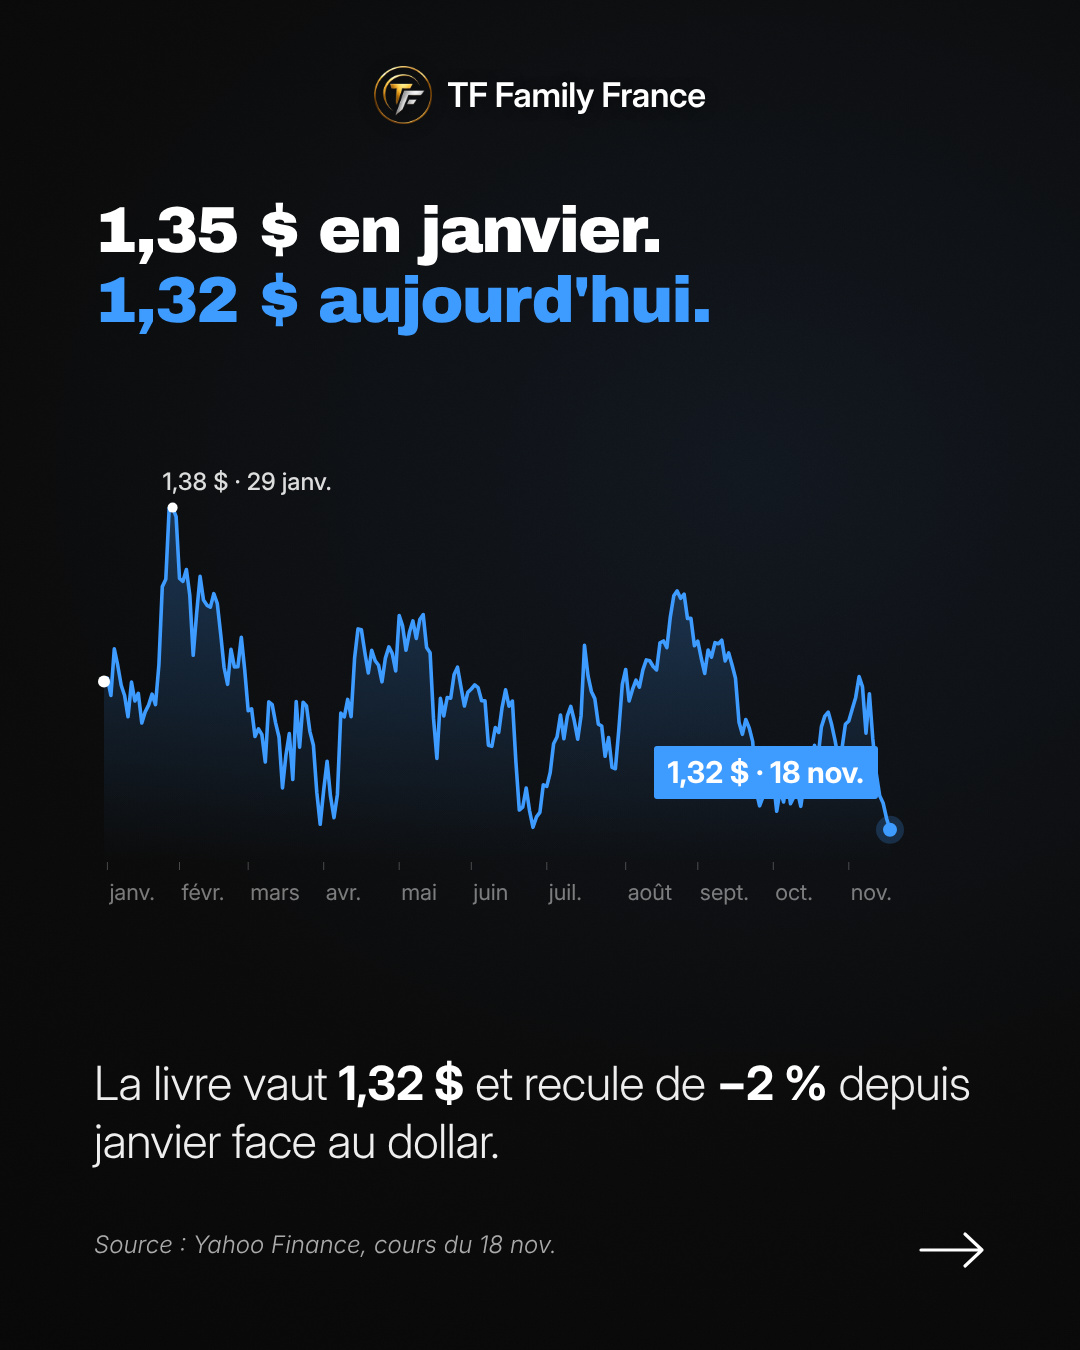 TF TF Family France
1,35 $ en janvier.
1,32 $ aujourd'hui.
1,38 $ · 29 janv.
1,32 $ · 18 nov.
janv. févr. mars avr. mai juin juil. août sept. oct. nov.
La livre vaut 1,32 $ et recule de −2 % depuis
janvier face au dollar.
Source : Yahoo Finance, cours du 18 nov.